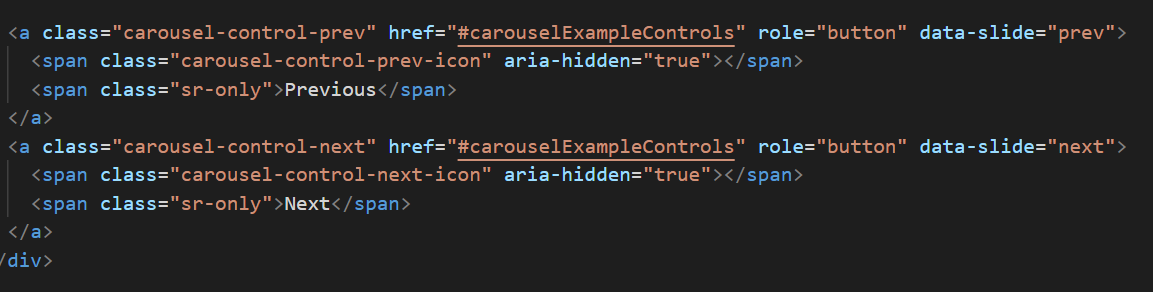 <a class="carousel-control-prev" href="#carouselExampleControls" role="button" data-slide="prev">
<span class="carousel-control-prev-icon" aria-hidden="true"></span>
<span class="sr-only">Previous</span>
</a>
<a class="carousel-control-next" href="#carouselExampleControls" role="button" data-slide="next">
<span class="carousel-control-next-icon" aria-hidden="true"></span>
<span class="sr-only">Next</span>
</a>
/div>